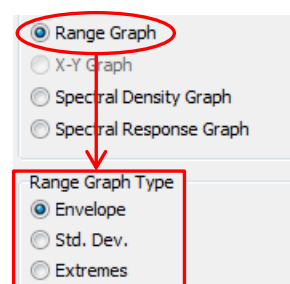 Range Graph
X-Y Graph
Spectral Density Graph
Spectral Response Graph
Range Graph Type
Envelope
Std. Dev.
Extremes